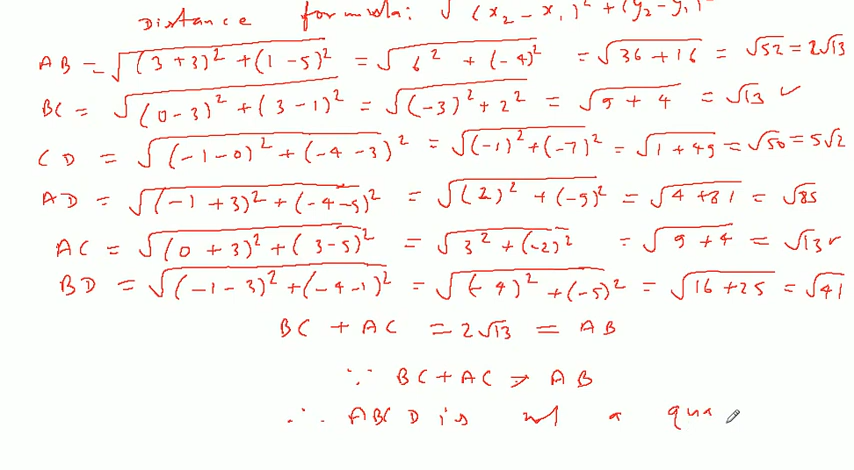 Distance formula: √(x₂ - x₁)² + (y₂ - y₁)²
AB = √(3 + 3)² + (1 - 5)² = √6² + (-4)² = √36 + 16 = √52 = 2√13
BC = √(0 - 3)² + (3 - 1)² = √(-3)² + 2² = √9 + 4 = √13 ✓
CD = √(-1 - 0)² + (-4 - 3)² = √(-1)² + (-7)² = √1 + 49 = √50 = 5√2
AD = √(-1 + 3)² + (-4 - 5)² = √(2)² + (-9)² = √4 + 81 = √85
AC = √(0 + 3)² + (3 - 5)² = √3² + (-2)² = √9 + 4 = √13 ✓
BD = √(-1 - 3)² + (-4 - 1)² = √(-4)² + (-5)² = √16 + 25 = √41
BC + AC = 2√13 = AB
∵ BC + AC > AB
∴ ABCD is not a qua